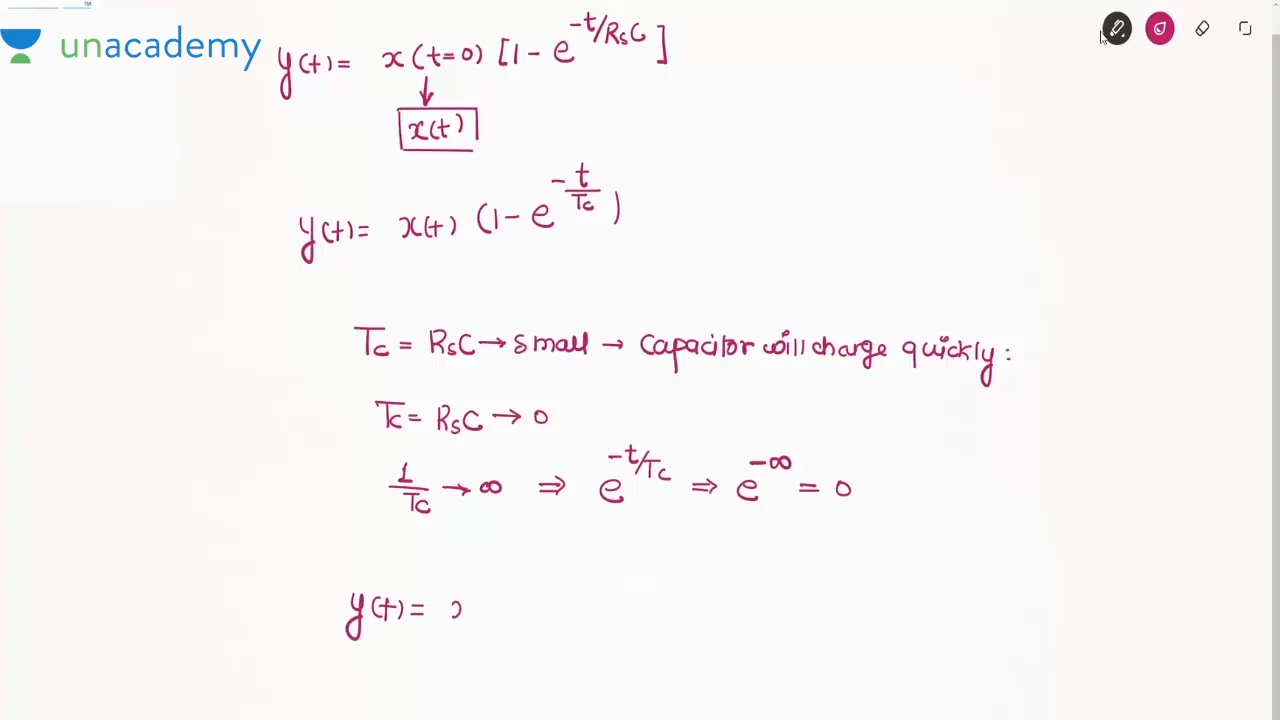 unacademy
y(t) = x(t=0) [1 - e^{-t/RsC}]
↓
x(t)
y(t) = x(t) (1 - e^{-t/Tc})
Tc = RsC → small → capacitor will charge quickly :
Tc = RsC → 0
1/Tc → ∞ ⇒ e^{-t/Tc} ⇒ e^{-∞} = 0
y(t) =